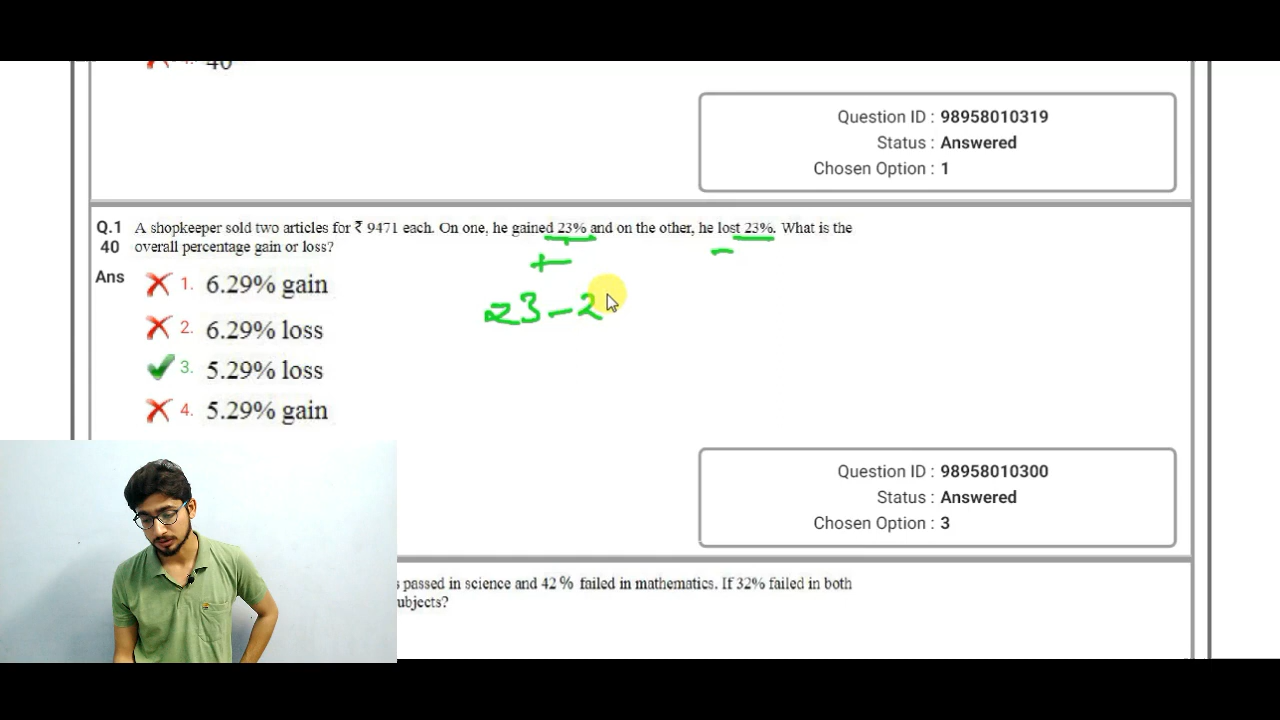 40
Question ID : 98958010319
Status : Answered
Chosen Option : 1
Q.1 A shopkeeper sold two articles for ₹ 9471 each. On one, he gained 23% and on the other, he lost 23%. What is the
40 overall percentage gain or loss?
Ans
1. 6.29% gain
2. 6.29% loss
3. 5.29% loss
4. 5.29% gain
+ −
23 − 2
Question ID : 98958010300
Status : Answered
Chosen Option : 3
passed in science and 42% failed in mathematics. If 32% failed in both
ubjects?